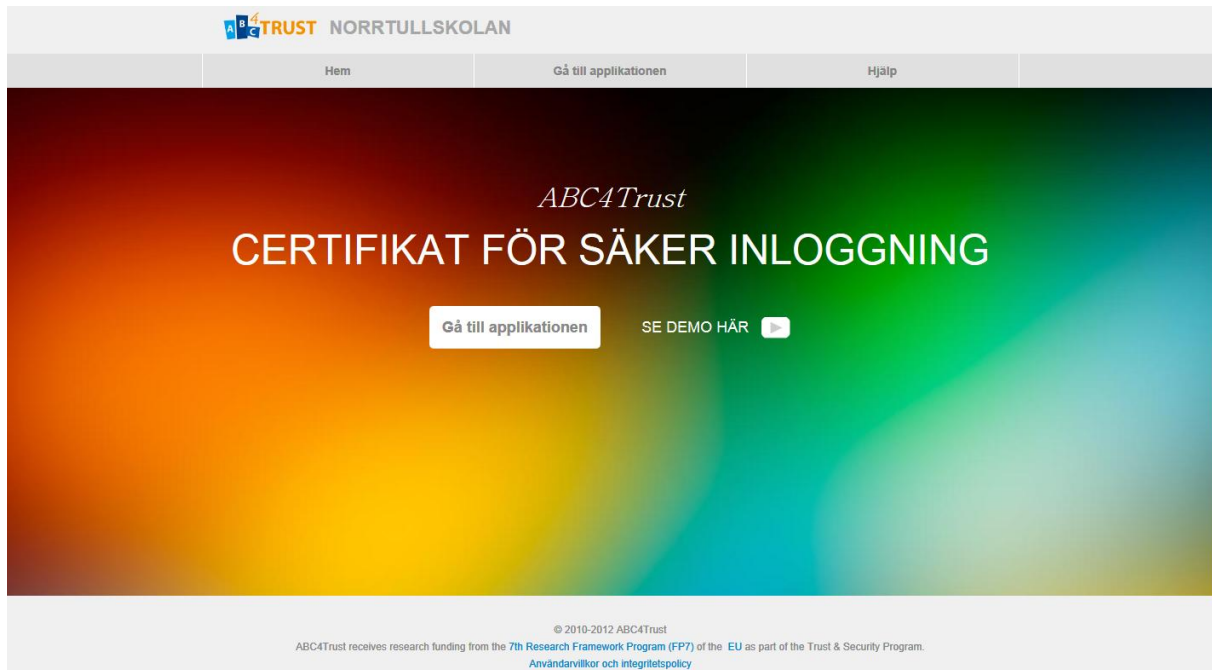 ABC4TRUST NORRTULLSKOLAN
Hem Gå till applikationen Hjälp
ABC4Trust
CERTIFIKAT FÖR SÄKER INLOGGNING
Gå till applikationen SE DEMO HÄR
© 2010-2012 ABC4Trust
ABC4Trust receives research funding from the 7th Research Framework Program (FP7) of the EU as part of the Trust & Security Program.
Användarvillkor och integritetspolicy